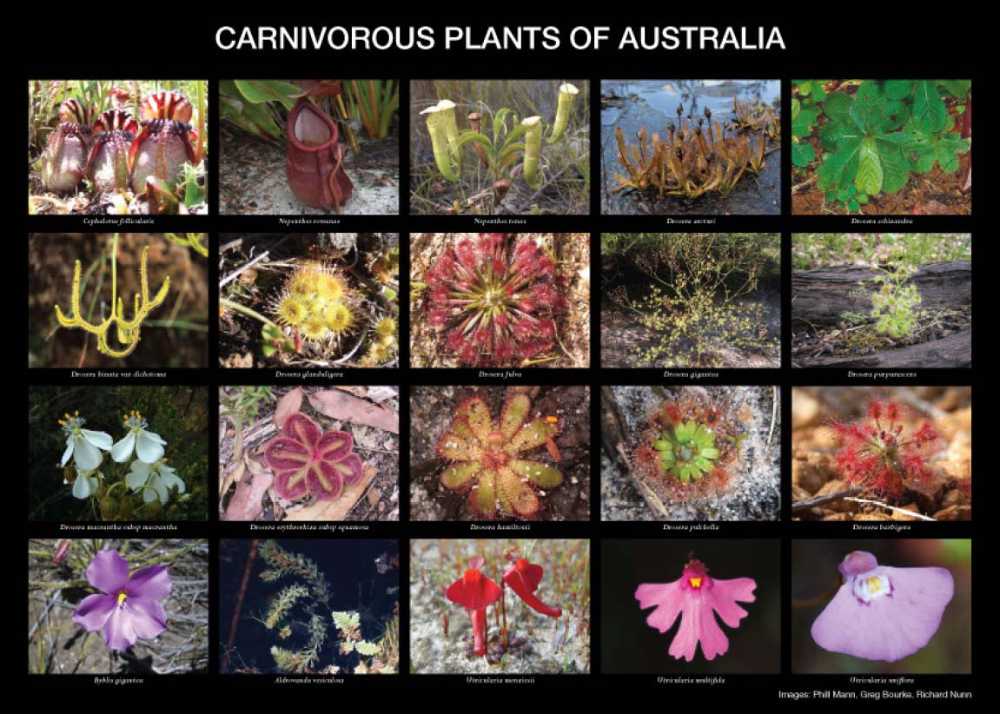 CARNIVOROUS PLANTS OF AUSTRALIA
Cephalotus follicularis
Nepenthes rowanae
Nepenthes tenax
Drosera arcturi
Drosera schizandra
Drosera binata var. dichotoma
Drosera glanduligera
Drosera fulva
Drosera gigantea
Drosera purpurascens
Drosera macrantha subsp macrantha
Drosera erythrorhiza subsp squamosa
Drosera hamiltonii
Drosera pulchella
Drosera barbigera
Byblis gigantea
Aldrovanda vesiculosa
Utricularia menziesii
Utricularia multifida
Utricularia uniflora
Images: Phill Mann, Greg Bourke, Richard Nunn